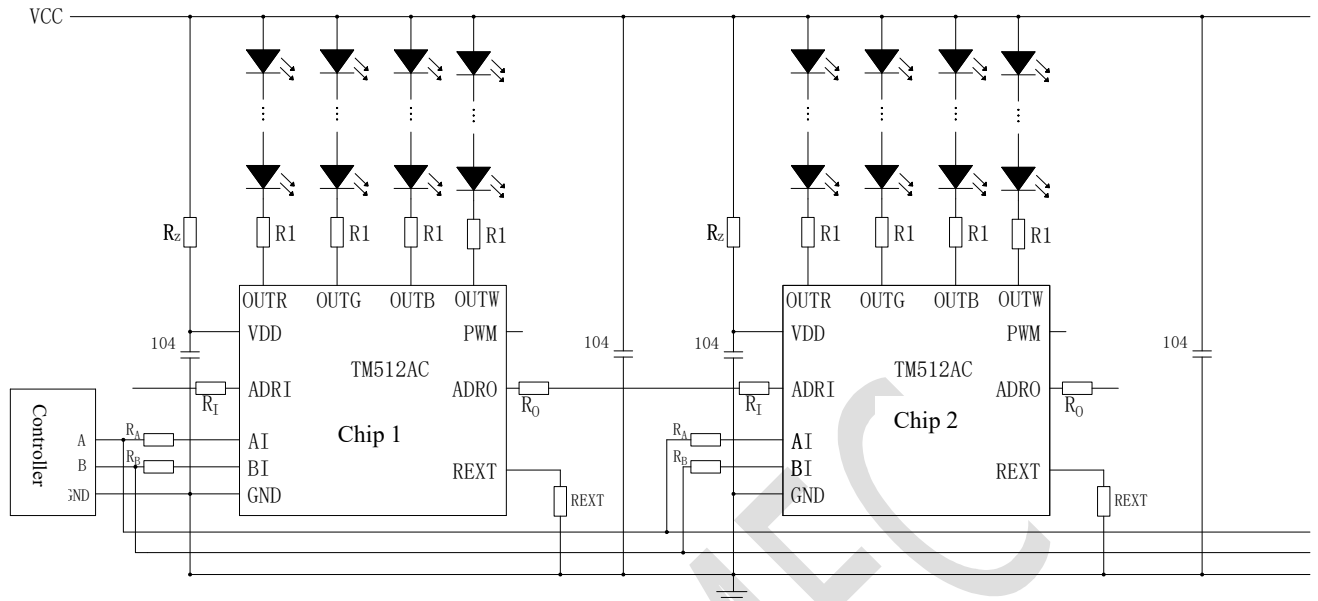 VCC
Rz
R1
R1
R1
R1
Rz
R1
R1
R1
R1
OUTR OUTG OUTB OUTW
OUTR OUTG OUTB OUTW
104
VDD
PWM
104
104
VDD
PWM
104
TM512AC
TM512AC
RI
ADRI
ADRO
RO
RI
ADRI
ADRO
RO
Controller
A
B
GND
RA
RB
AI
BI
GND
Chip 1
REXT
REXT
RA
RB
AI
BI
GND
Chip 2
REXT
REXT